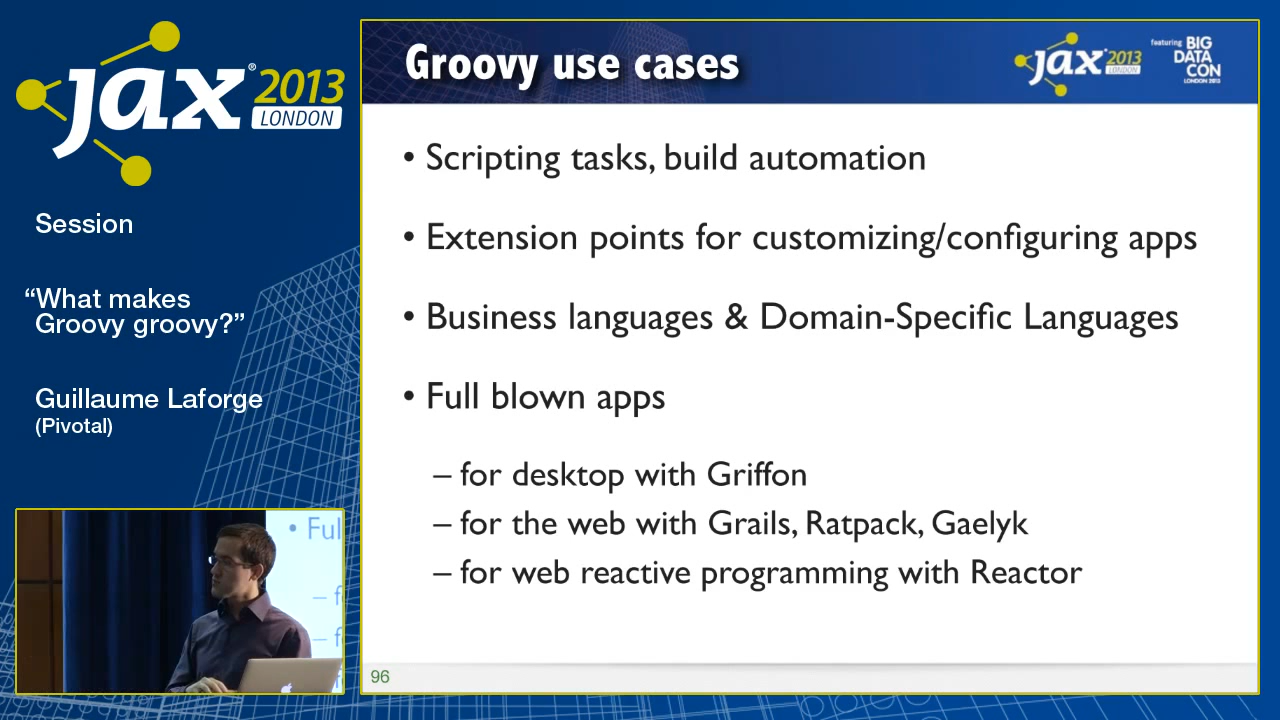 jax® 2013
LONDON
Session
“What makes
Groovy groovy?”
Guillaume Laforge
(Pivotal)
Groovy use cases
jax® 2013
LONDON
featuring BIG
DATA
CON
LONDON 2013
• Scripting tasks, build automation
• Extension points for customizing/configuring apps
• Business languages & Domain-Specific Languages
• Full blown apps
– for desktop with Griffon
– for the web with Grails, Ratpack, Gaelyk
– for web reactive programming with Reactor
96
• Ful
– f
– f